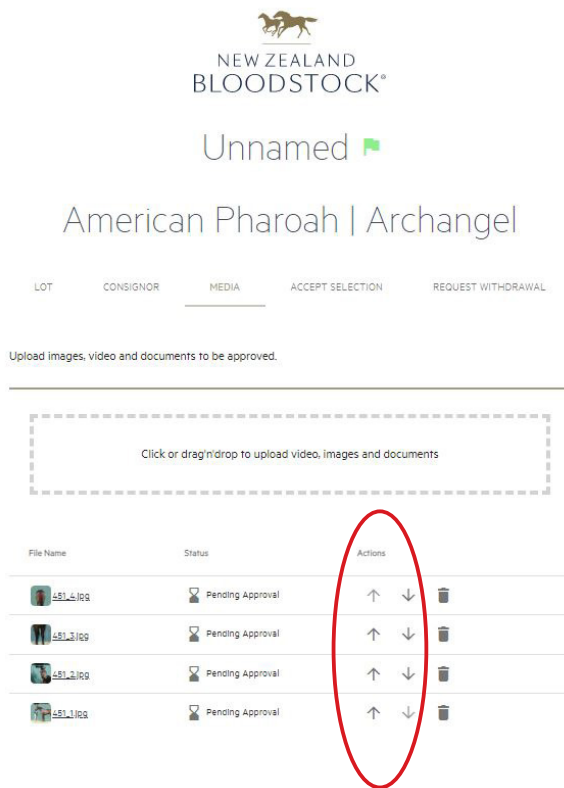 NEW ZEALAND
BLOODSTOCK®
Unnamed
American Pharoah | Archangel
LOT CONSIGNOR MEDIA ACCEPT SELECTION REQUEST WITHDRAWAL
Upload images, video and documents to be approved.
Click or drag'n'drop to upload video, images and documents
File Name Status Actions
451_4.jpg Pending Approval
451_3.jpg Pending Approval
451_2.jpg Pending Approval
451_1.jpg Pending Approval